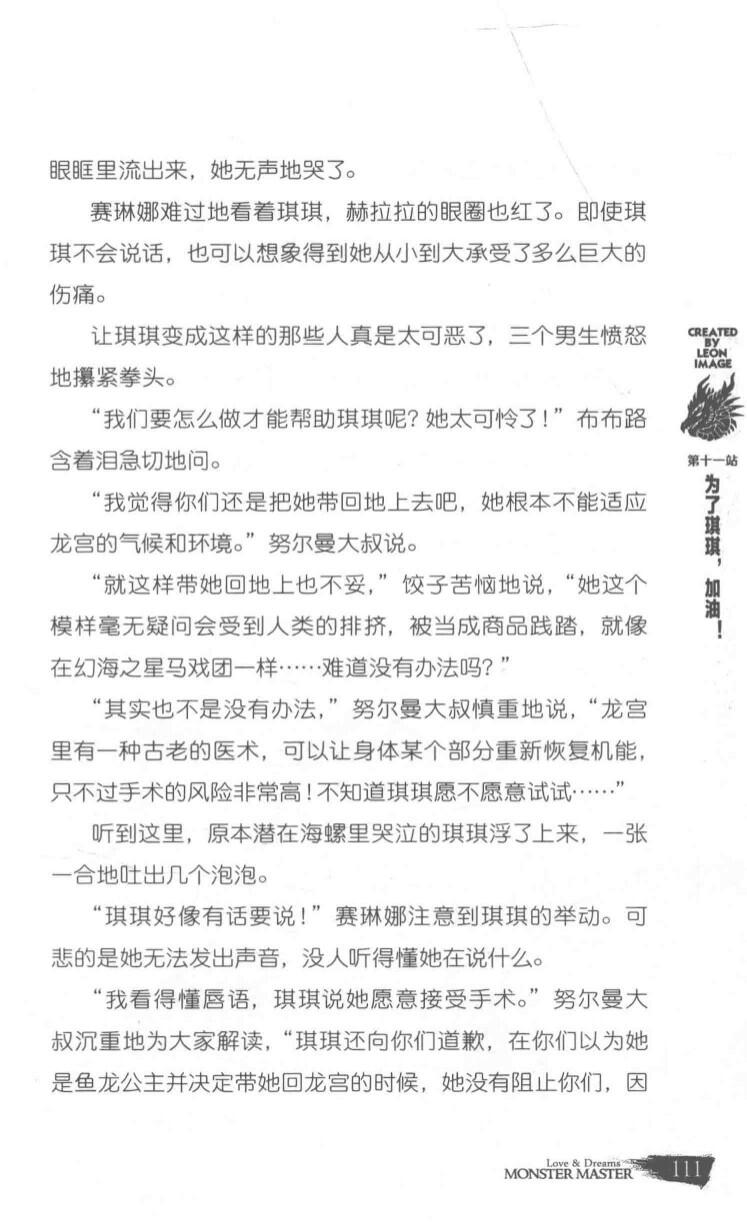 眼眶里流出来，她无声地哭了。
赛琳娜难过地看着琪琪，赫拉拉的眼圈也红了。即使琪
琪不会说话，也可以想象得到她从小到大承受了多么巨大的
伤痛。
让琪琪变成这样的那些人真是太可恶了，三个男生愤怒
地攥紧拳头。
“我们要怎么做才能帮助琪琪呢？她太可怜了！”布布路
含着泪急切地问。
“我觉得你们还是把她带回地上去吧，她根本不能适应
龙宫的气候和环境。”努尔曼大叔说。
“就这样带她回地上也不妥，”饺子苦恼地说，“她这个
模样毫无疑问会受到人类的排挤，被当成商品践踏，就像
在幻海之星马戏团一样……难道没有办法吗？”
“其实也不是没有办法，”努尔曼大叔慎重地说，“龙宫
里有一种古老的医术，可以让身体某个部分重新恢复机能，
只不过手术的风险非常高！不知道琪琪愿不愿意试试……”
听到这里，原本潜在海螺里哭泣的琪琪浮了上来，一张
一合地吐出几个泡泡。
“琪琪好像有话要说！”赛琳娜注意到琪琪的举动。可
悲的是她无法发出声音，没人听得懂她在说什么。
“我看得懂唇语，琪琪说她愿意接受手术。”努尔曼大
叔沉重地为大家解读，“琪琪还向你们道歉，在你们以为她
是鱼龙公主并决定带她回龙宫的时候，她没有阻止你们，因
CREATED
BY
LEON
IMAGE
第十一站
为了琪琪，加油！
Love & Dreams
MONSTER MASTER
111